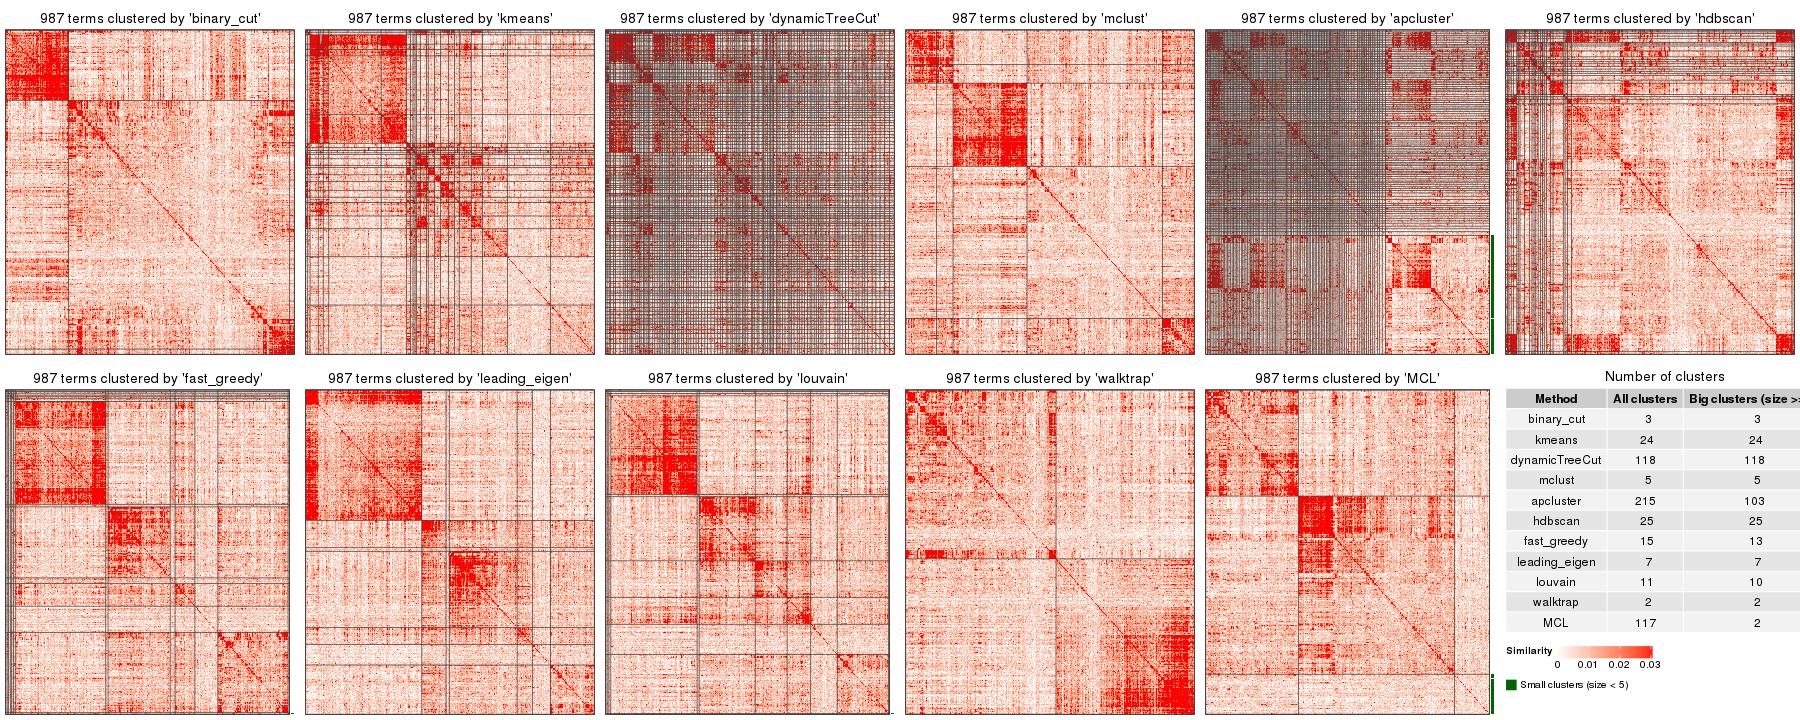 987 terms clustered by 'binary_cut'
987 terms clustered by 'kmeans'
987 terms clustered by 'dynamicTreeCut'
987 terms clustered by 'mclust'
987 terms clustered by 'apcluster'
987 terms clustered by 'hdbscan'
987 terms clustered by 'fast_greedy'
987 terms clustered by 'leading_eigen'
987 terms clustered by 'louvain'
987 terms clustered by 'walktrap'
987 terms clustered by 'MCL'
Number of clusters
Method All clusters Big clusters (size >=
binary_cut 3 3
kmeans 24 24
dynamicTreeCut 118 118
mclust 5 5
apcluster 215 103
hdbscan 25 25
fast_greedy 15 13
leading_eigen 7 7
louvain 11 10
walktrap 2 2
MCL 117 2
Similarity
0 0.01 0.02 0.03
Small clusters (size < 5)